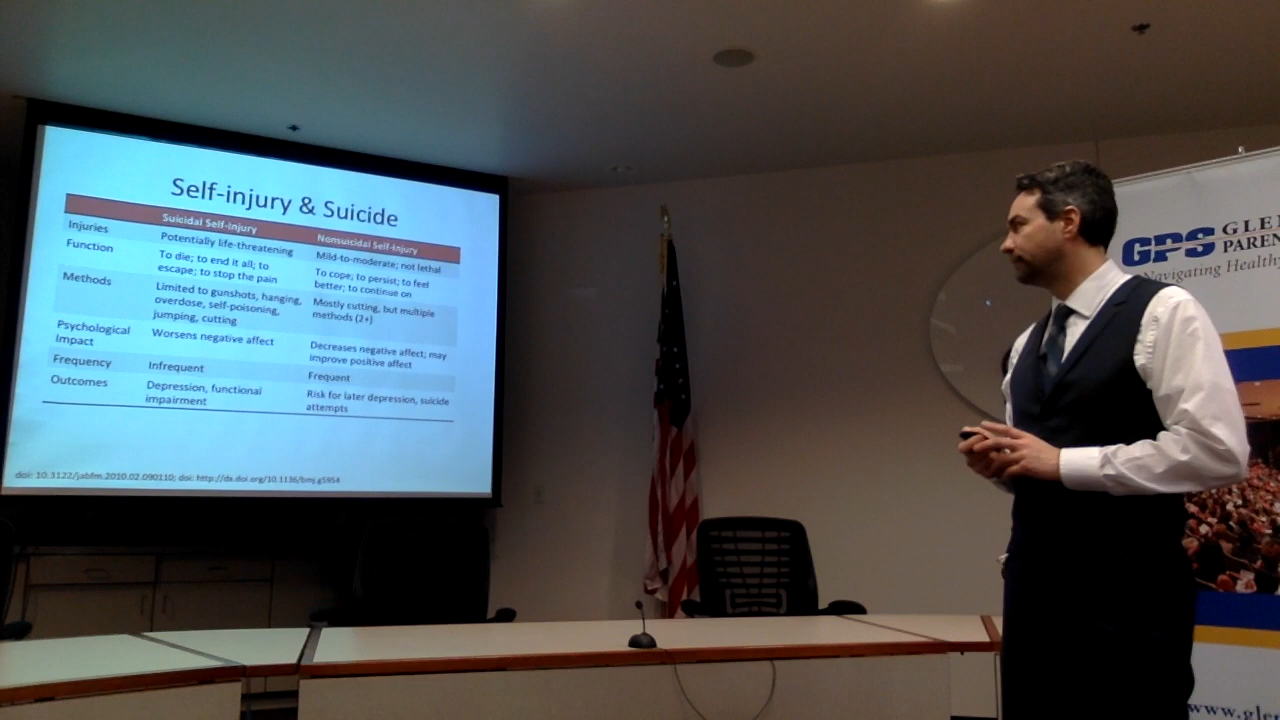 Self-injury & Suicide
Suicidal Self-injury Nonsuicidal Self-injury
Injuries Potentially life-threatening Mild-to-moderate; not lethal
Function To die; to end it all; to escape; to stop the pain To cope; to persist; to feel better; to continue on
Methods Limited to gunshots, hanging, overdose, self-poisoning, jumping, cutting Mostly cutting, but multiple methods (2+)
Psychological Impact Worsens negative affect Decreases negative affect; may improve positive affect
Frequency Infrequent Frequent
Outcomes Depression, functional impairment Risk for later depression, suicide attempts
doi: 10.3122/jabfm.2010.02.090110; doi: http://dx.doi.org/10.1136/bmj.g5954
GPS GLE
PAREN
Navigating Healthy
www.gle